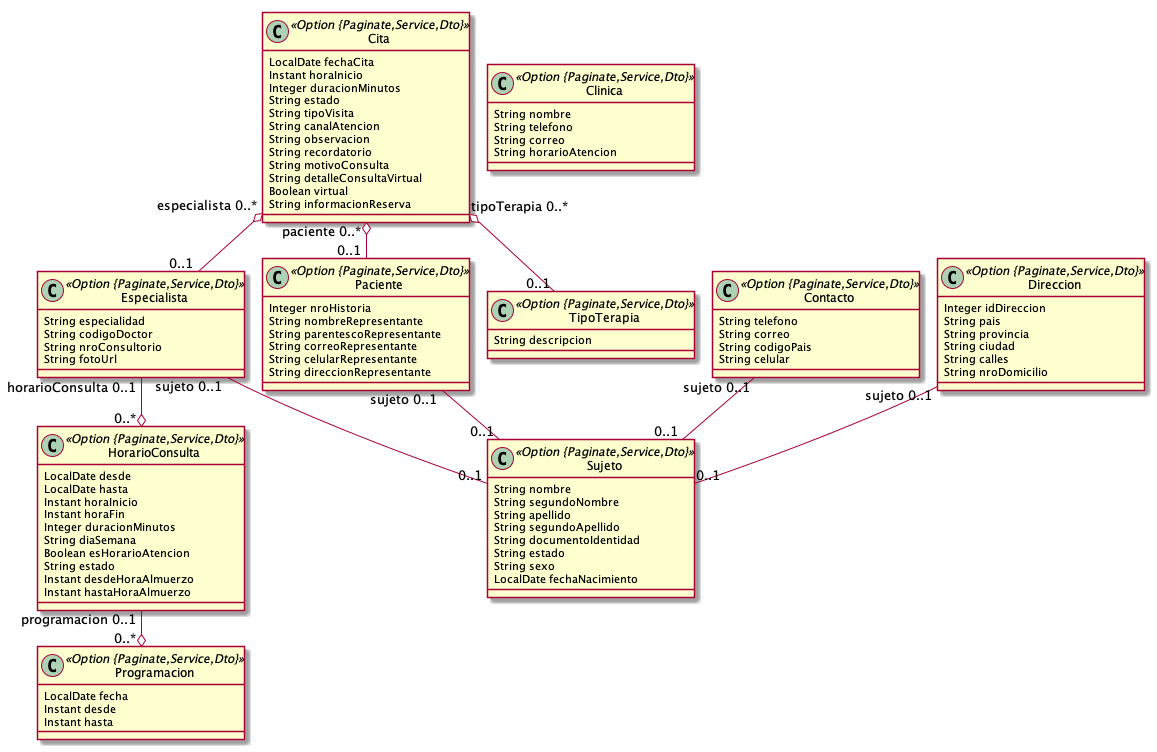 C «Option {Paginate,Service,Dto}»
Cita
LocalDate fechaCita
Instant horaInicio
Integer duracionMinutos
String estado
String tipoVisita
String canalAtencion
String observacion
String recordatorio
String motivoConsulta
String detalleConsultaVirtual
Boolean virtual
String informacionReserva
C «Option {Paginate,Service,Dto}»
Clinica
String nombre
String telefono
String correo
String horarioAtencion
especialista 0..*
0..1
paciente 0..*
0..1
tipoTerapia 0..*
0..1
C «Option {Paginate,Service,Dto}»
Especialista
String especialidad
String codigoDoctor
String nroConsultorio
String fotoUrl
C «Option {Paginate,Service,Dto}»
Paciente
Integer nroHistoria
String nombreRepresentante
String parentescoRepresentante
String correoRepresentante
String celularRepresentante
String direccionRepresentante
C «Option {Paginate,Service,Dto}»
TipoTerapia
String descripcion
C «Option {Paginate,Service,Dto}»
Contacto
String telefono
String correo
String codigoPais
String celular
C «Option {Paginate,Service,Dto}»
Direccion
Integer idDireccion
String pais
String provincia
String ciudad
String calles
String nroDomicilio
horarioConsulta 0..1
0..*
sujeto 0..1
0..1
sujeto 0..1
0..1
sujeto 0..1
0..1
sujeto 0..1
0..1
C «Option {Paginate,Service,Dto}»
HorarioConsulta
LocalDate desde
LocalDate hasta
Instant horaInicio
Instant horaFin
Integer duracionMinutos
String diaSemana
Boolean esHorarioAtencion
String estado
Instant desdeHoraAlmuerzo
Instant hastaHoraAlmuerzo
C «Option {Paginate,Service,Dto}»
Sujeto
String nombre
String segundoNombre
String apellido
String segundoApellido
String documentoIdentidad
String estado
String sexo
LocalDate fechaNacimiento
programacion 0..1
0..*
C «Option {Paginate,Service,Dto}»
Programacion
LocalDate fecha
Instant desde
Instant hasta